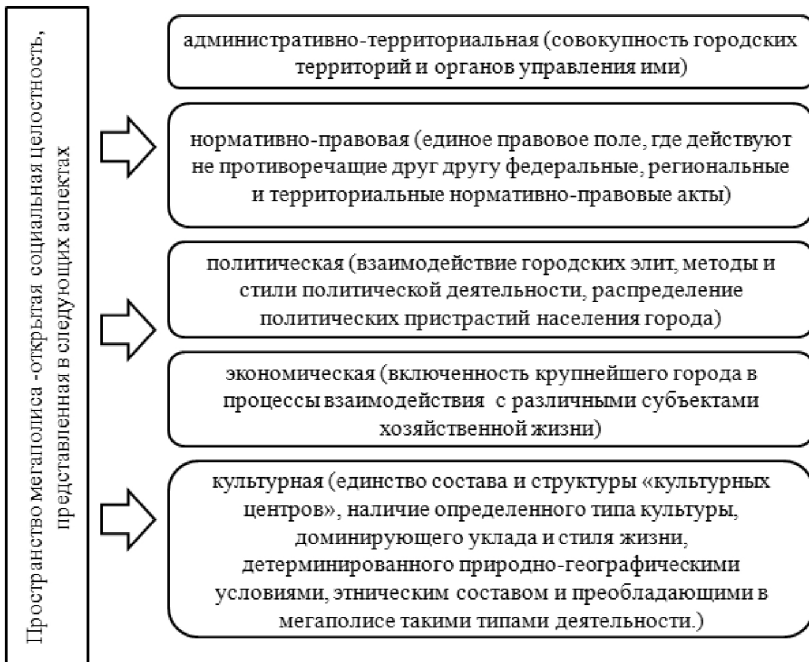 Пространство мегаполиса -открытая социальная целостность,
представленная в следующих аспектах
административно-территориальная (совокупность городских
территорий и органов управления ими)
нормативно-правовая (единое правовое поле, где действуют
не противоречащие друг другу федеральные, региональные
и территориальные нормативно-правовые акты)
политическая (взаимодействие городских элит, методы и
стили политической деятельности, распределение
политических пристрастий населения города)
экономическая (включенность крупнейшего города в
процессы взаимодействия с различными субъектами
хозяйственной жизни)
культурная (единство состава и структуры «культурных
центров», наличие определенного типа культуры,
доминирующего уклада и стиля жизни,
детерминированного природно-географическими
условиями, этническим составом и преобладающими в
мегаполисе такими типами деятельности.)